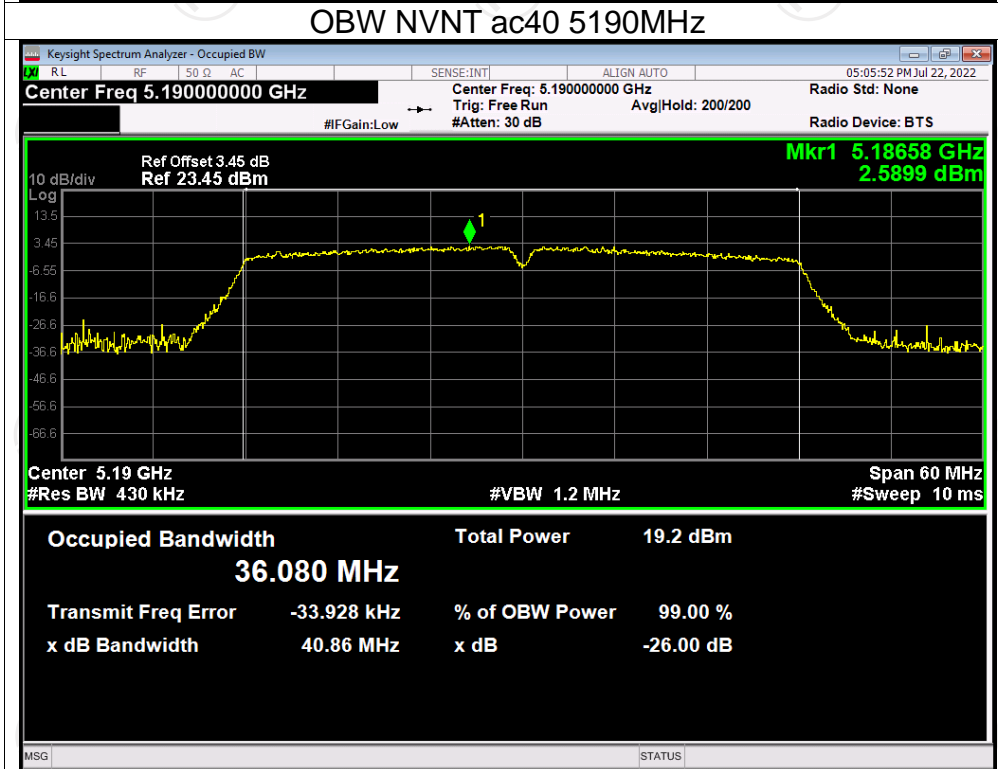 OBW NVNT ac40 5190MHz
Keysight Spectrum Analyzer - Occupied BW
LXI RL RF 50 Ω AC SENSE:INT ALIGN AUTO 05:05:52 PM Jul 22, 2022
Center Freq 5.190000000 GHz Center Freq: 5.190000000 GHz Radio Std: None
Trig: Free Run Avg|Hold: 200/200
#IFGain:Low #Atten: 30 dB Radio Device: BTS
Ref Offset 3.45 dB Mkr1 5.18658 GHz
10 dB/div Ref 23.45 dBm 2.5899 dBm
Log
13.5
1
3.45
-6.55
-16.6
-26.6
-36.6
-46.6
-56.6
-66.6
Center 5.19 GHz Span 60 MHz
#Res BW 430 kHz #VBW 1.2 MHz #Sweep 10 ms
Occupied Bandwidth Total Power 19.2 dBm
36.080 MHz
Transmit Freq Error -33.928 kHz % of OBW Power 99.00 %
x dB Bandwidth 40.86 MHz x dB -26.00 dB
MSG STATUS